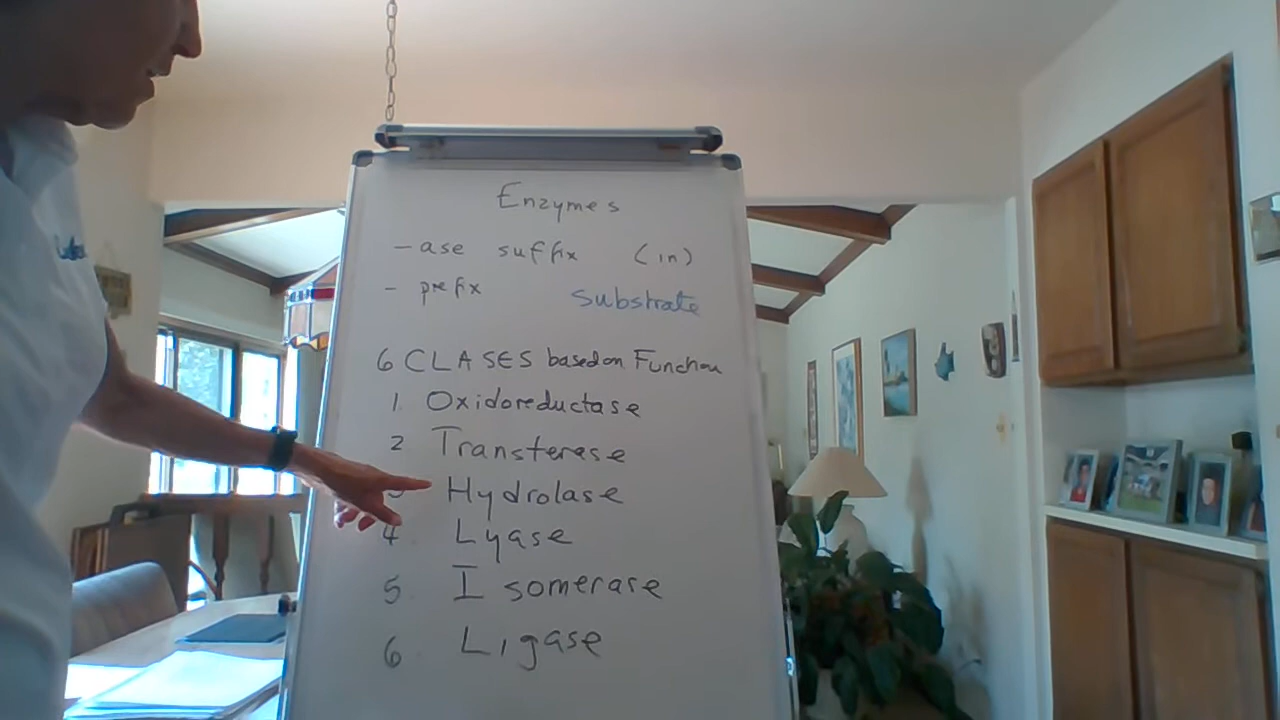 Enzymes
-ase suffix (in)
- prefix substrate
6 CLASES based on Function
1 Oxidoreductase
2 Transferase
3 Hydrolase
4 Lyase
5 Isomerase
6 Ligase